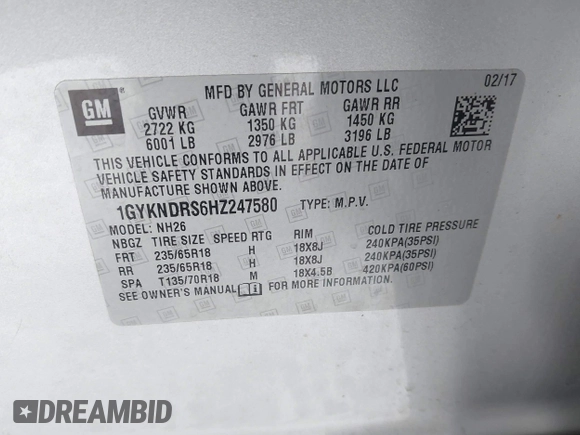 MFD BY GENERAL MOTORS LLC 02/17
GM
GVWR GAWR FRT GAWR RR
2722 KG 1350 KG 1450 KG
6001 LB 2976 LB 3196 LB
THIS VEHICLE CONFORMS TO ALL APPLICABLE U.S. FEDERAL MOTOR
VEHICLE SAFETY STANDARDS IN EFFECT ON THE DATE OF
MANUFACTURE SHOWN ABOVE.
1GYKNDRS6HZ247580 TYPE: M.P.V.
MODEL: NH26
NBGZ TIRE SIZE SPEED RTG RIM COLD TIRE PRESSURE
FRT 235/65R18 H 18X8J 240KPA(35PSI)
RR 235/65R18 H 18X8J 240KPA(35PSI)
SPA T135/70R18 M 18X4.5B 420KPA(60PSI)
SEE OWNER'S MANUAL FOR MORE INFORMATION.
DREAMBID